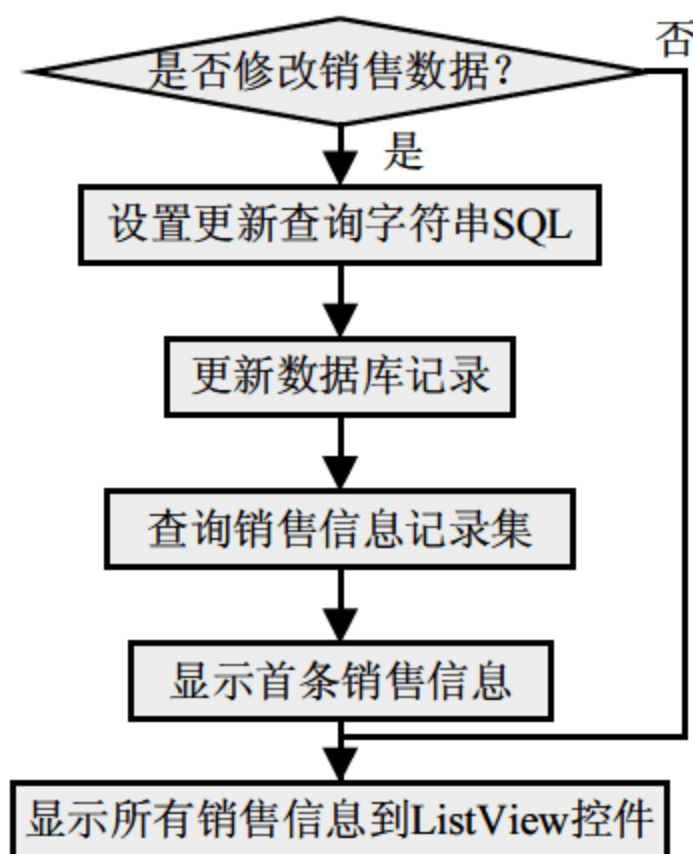 是否修改销售数据？
否
是
设置更新查询字符串SQL
更新数据库记录
查询销售信息记录集
显示首条销售信息
显示所有销售信息到ListView控件